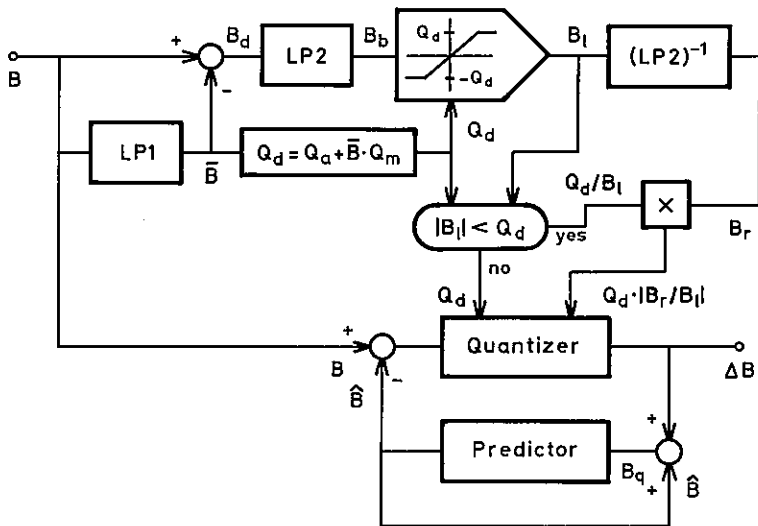 B
+
-
B_d
LP2
B_b
Q_d
-Q_d
B_l
(LP2)^-1
LP1
B̄
Q_d = Q_a + B̄·Q_m
Q_d
|B_l| < Q_d
yes
no
Q_d/B_l
×
B_r
Q_d
Q_d·|B_r/B_l|
+
B
-
B̂
Quantizer
ΔB
Predictor
+
B_q
+
B̂